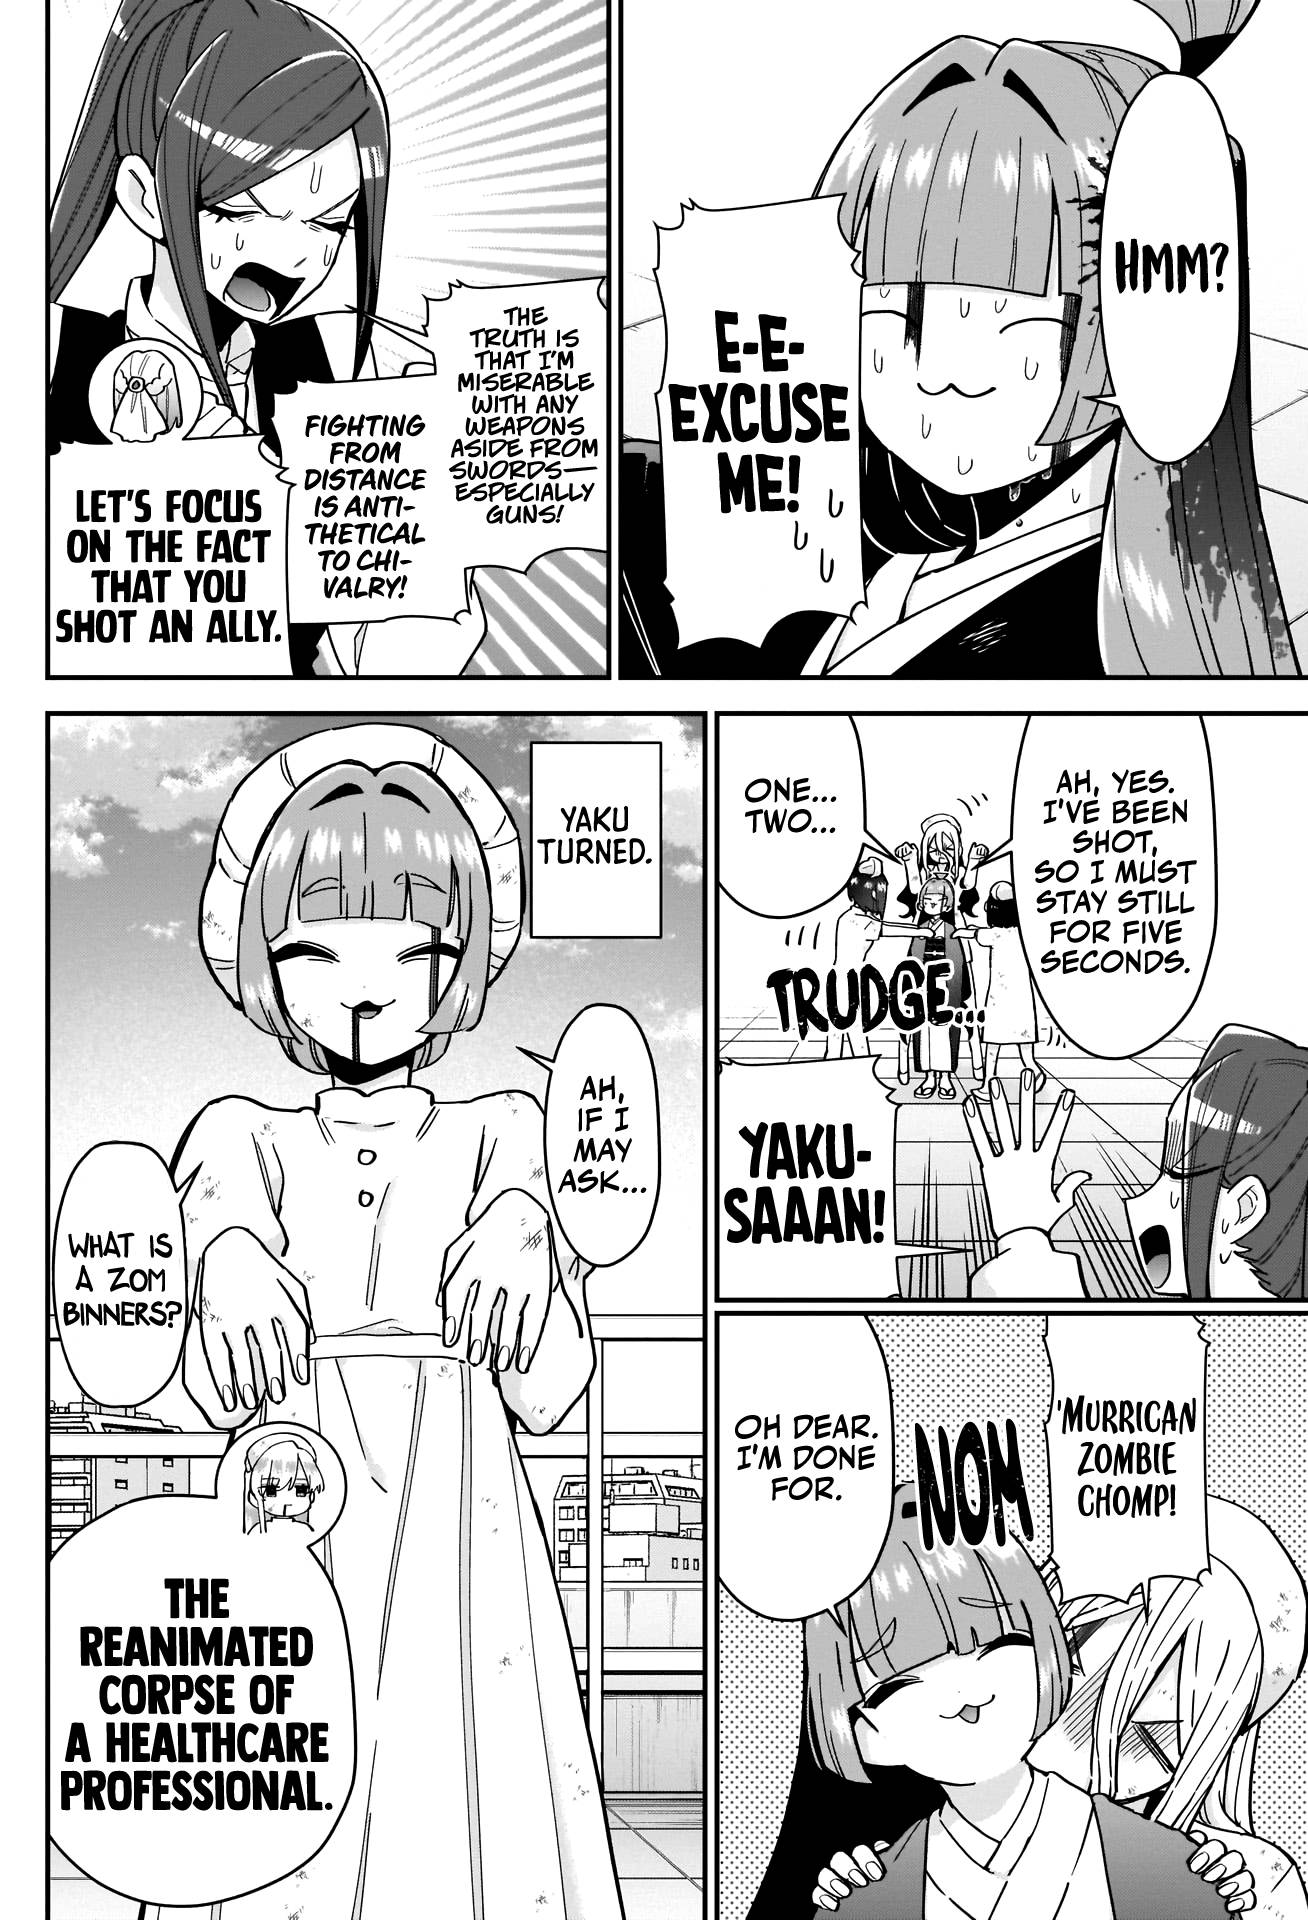 HMM?
E-E-
EXCUSE
ME!
THE
TRUTH IS
THAT I'M
MISERABLE
WITH ANY
WEAPONS
ASIDE FROM
SWORDS—
ESPECIALLY
GUNS!
FIGHTING
FROM
DISTANCE
IS ANTI-
THETICAL
TO CHI-
VALRY!
LET'S FOCUS
ON THE FACT
THAT YOU
SHOT AN ALLY.
AH, YES.
I'VE BEEN
SHOT,
SO I MUST
STAY STILL
FOR FIVE
SECONDS.
ONE...
TWO...
TRUDGE...
YAKU-
SAAAN!
'MURRICAN
ZOMBIE
CHOMP!
-NOM
OH DEAR.
I'M DONE
FOR.
YAKU
TURNED.
AH,
IF I
MAY
ASK...
WHAT IS
A ZOM
BINNERS?
THE
REANIMATED
CORPSE OF
A HEALTHCARE
PROFESSIONAL.